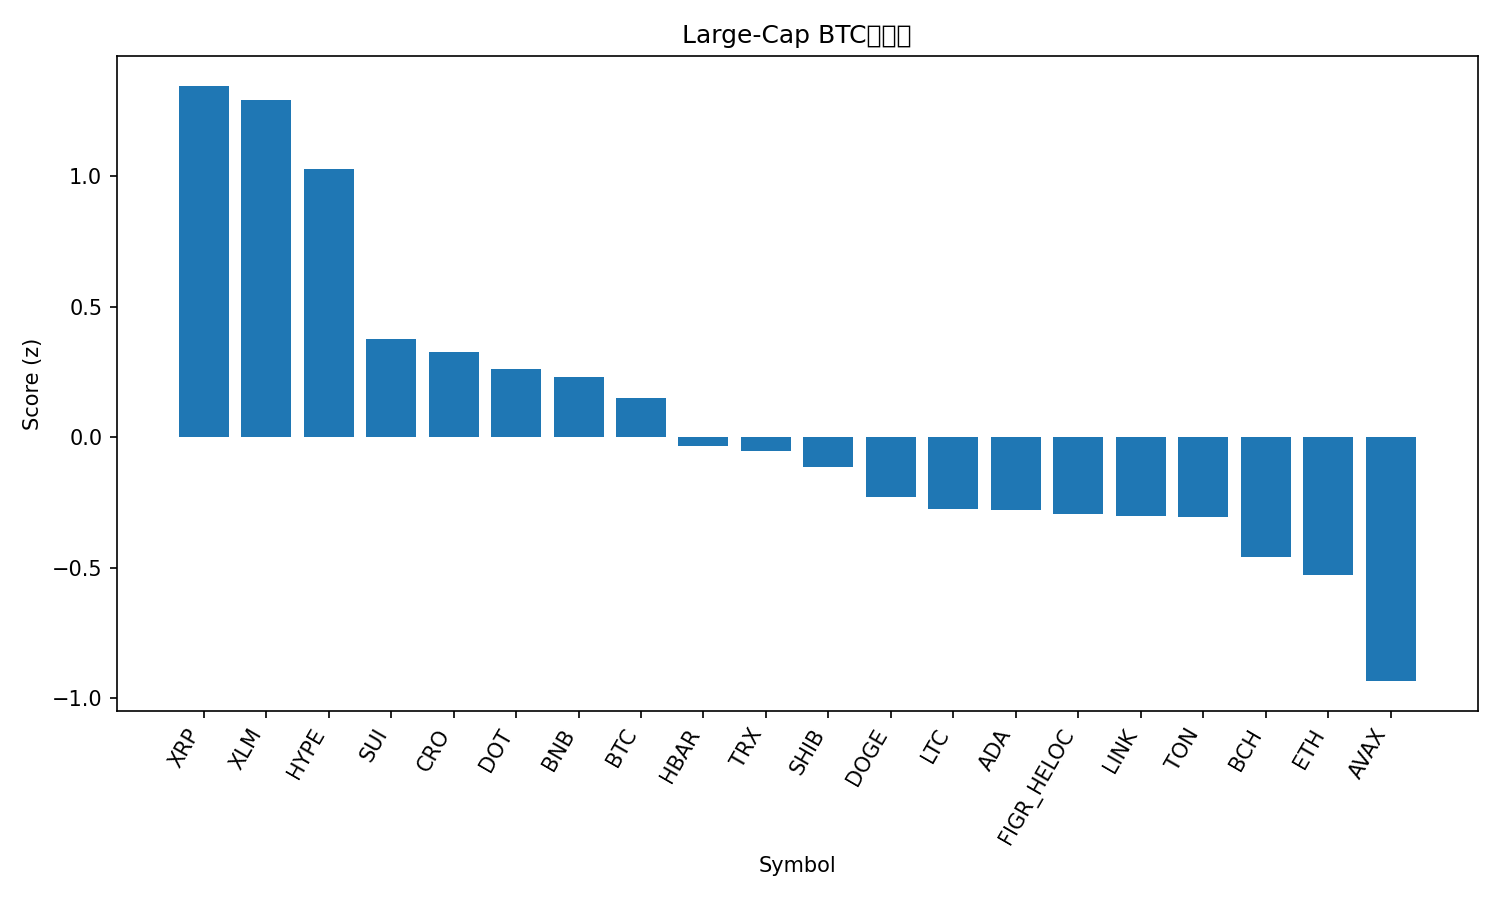 Large-Cap BTC
1.0
0.5
0.0
−0.5
−1.0
Score (z)
XRP
XLM
HYPE
SUI
CRO
DOT
BNB
BTC
HBAR
TRX
SHIB
DOGE
LTC
ADA
FIGR_HELOC
LINK
TON
BCH
ETH
AVAX
Symbol